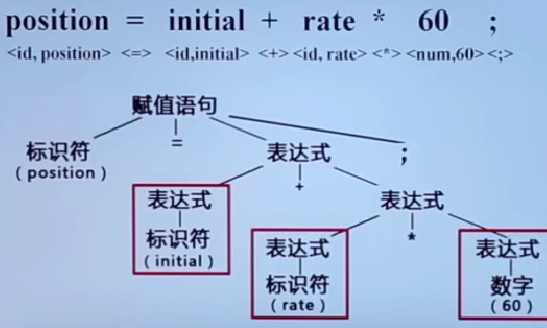 position = initial + rate * 60 ;
<id, position> <=> <id,initial> <+> <id, rate> <*> <num,60> <;>
赋值语句
标识符 = 表达式 ;
(position)
表达式 + 表达式
标识符
(initial)
表达式 * 表达式
标识符 数字
(rate) (60)